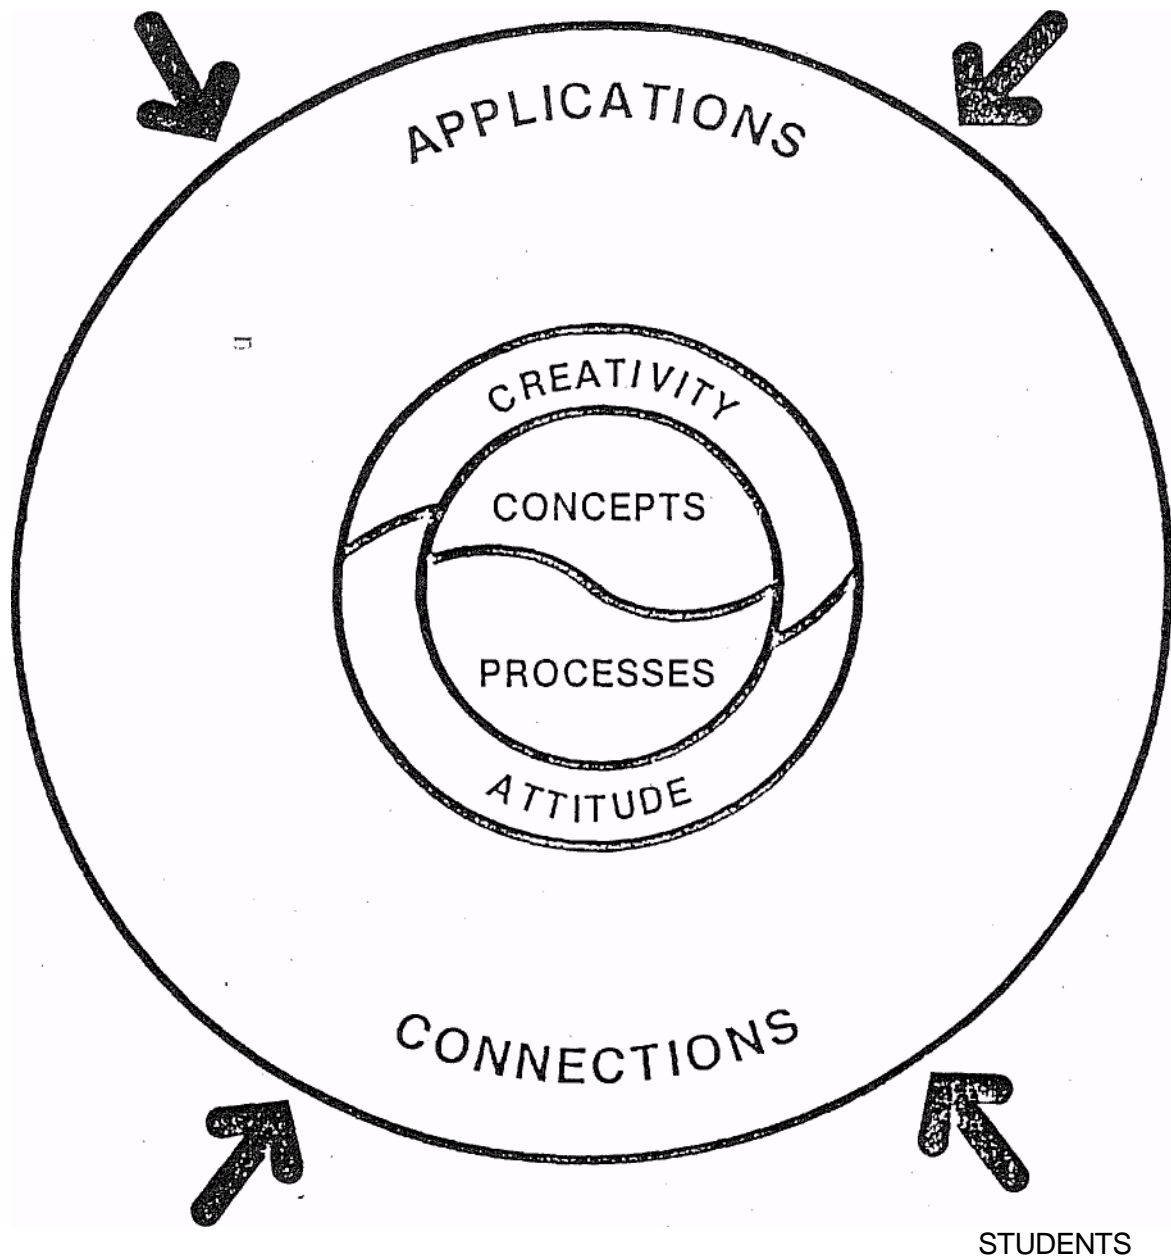 APPLICATIONS
CREATIVITY
CONCEPTS
PROCESSES
ATTITUDE
CONNECTIONS
STUDENTS